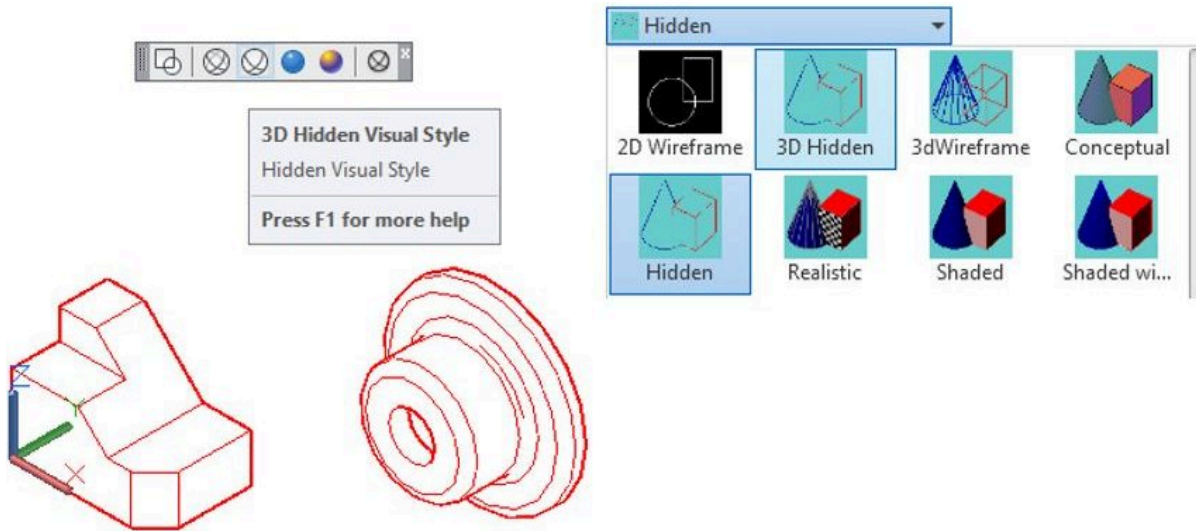 3D Hidden Visual Style
Hidden Visual Style
Press F1 for more help
Hidden
2D Wireframe 3D Hidden 3dWireframe Conceptual
Hidden Realistic Shaded Shaded wi...
Z
Y
X